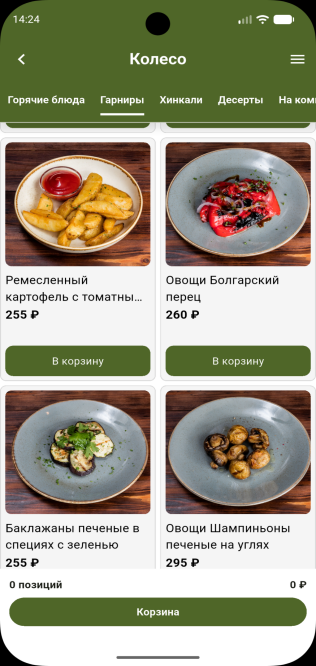 14:24
Колесо
Горячие блюда Гарниры Хинкали Десерты На ком
Ремесленный
картофель с томатны...
255 ₽
В корзину
Овощи Болгарский
перец
260 ₽
В корзину
Баклажаны печеные в
специях с зеленью
255 ₽
Овощи Шампиньоны
печеные на углях
295 ₽
0 позиций 0 ₽
Корзина